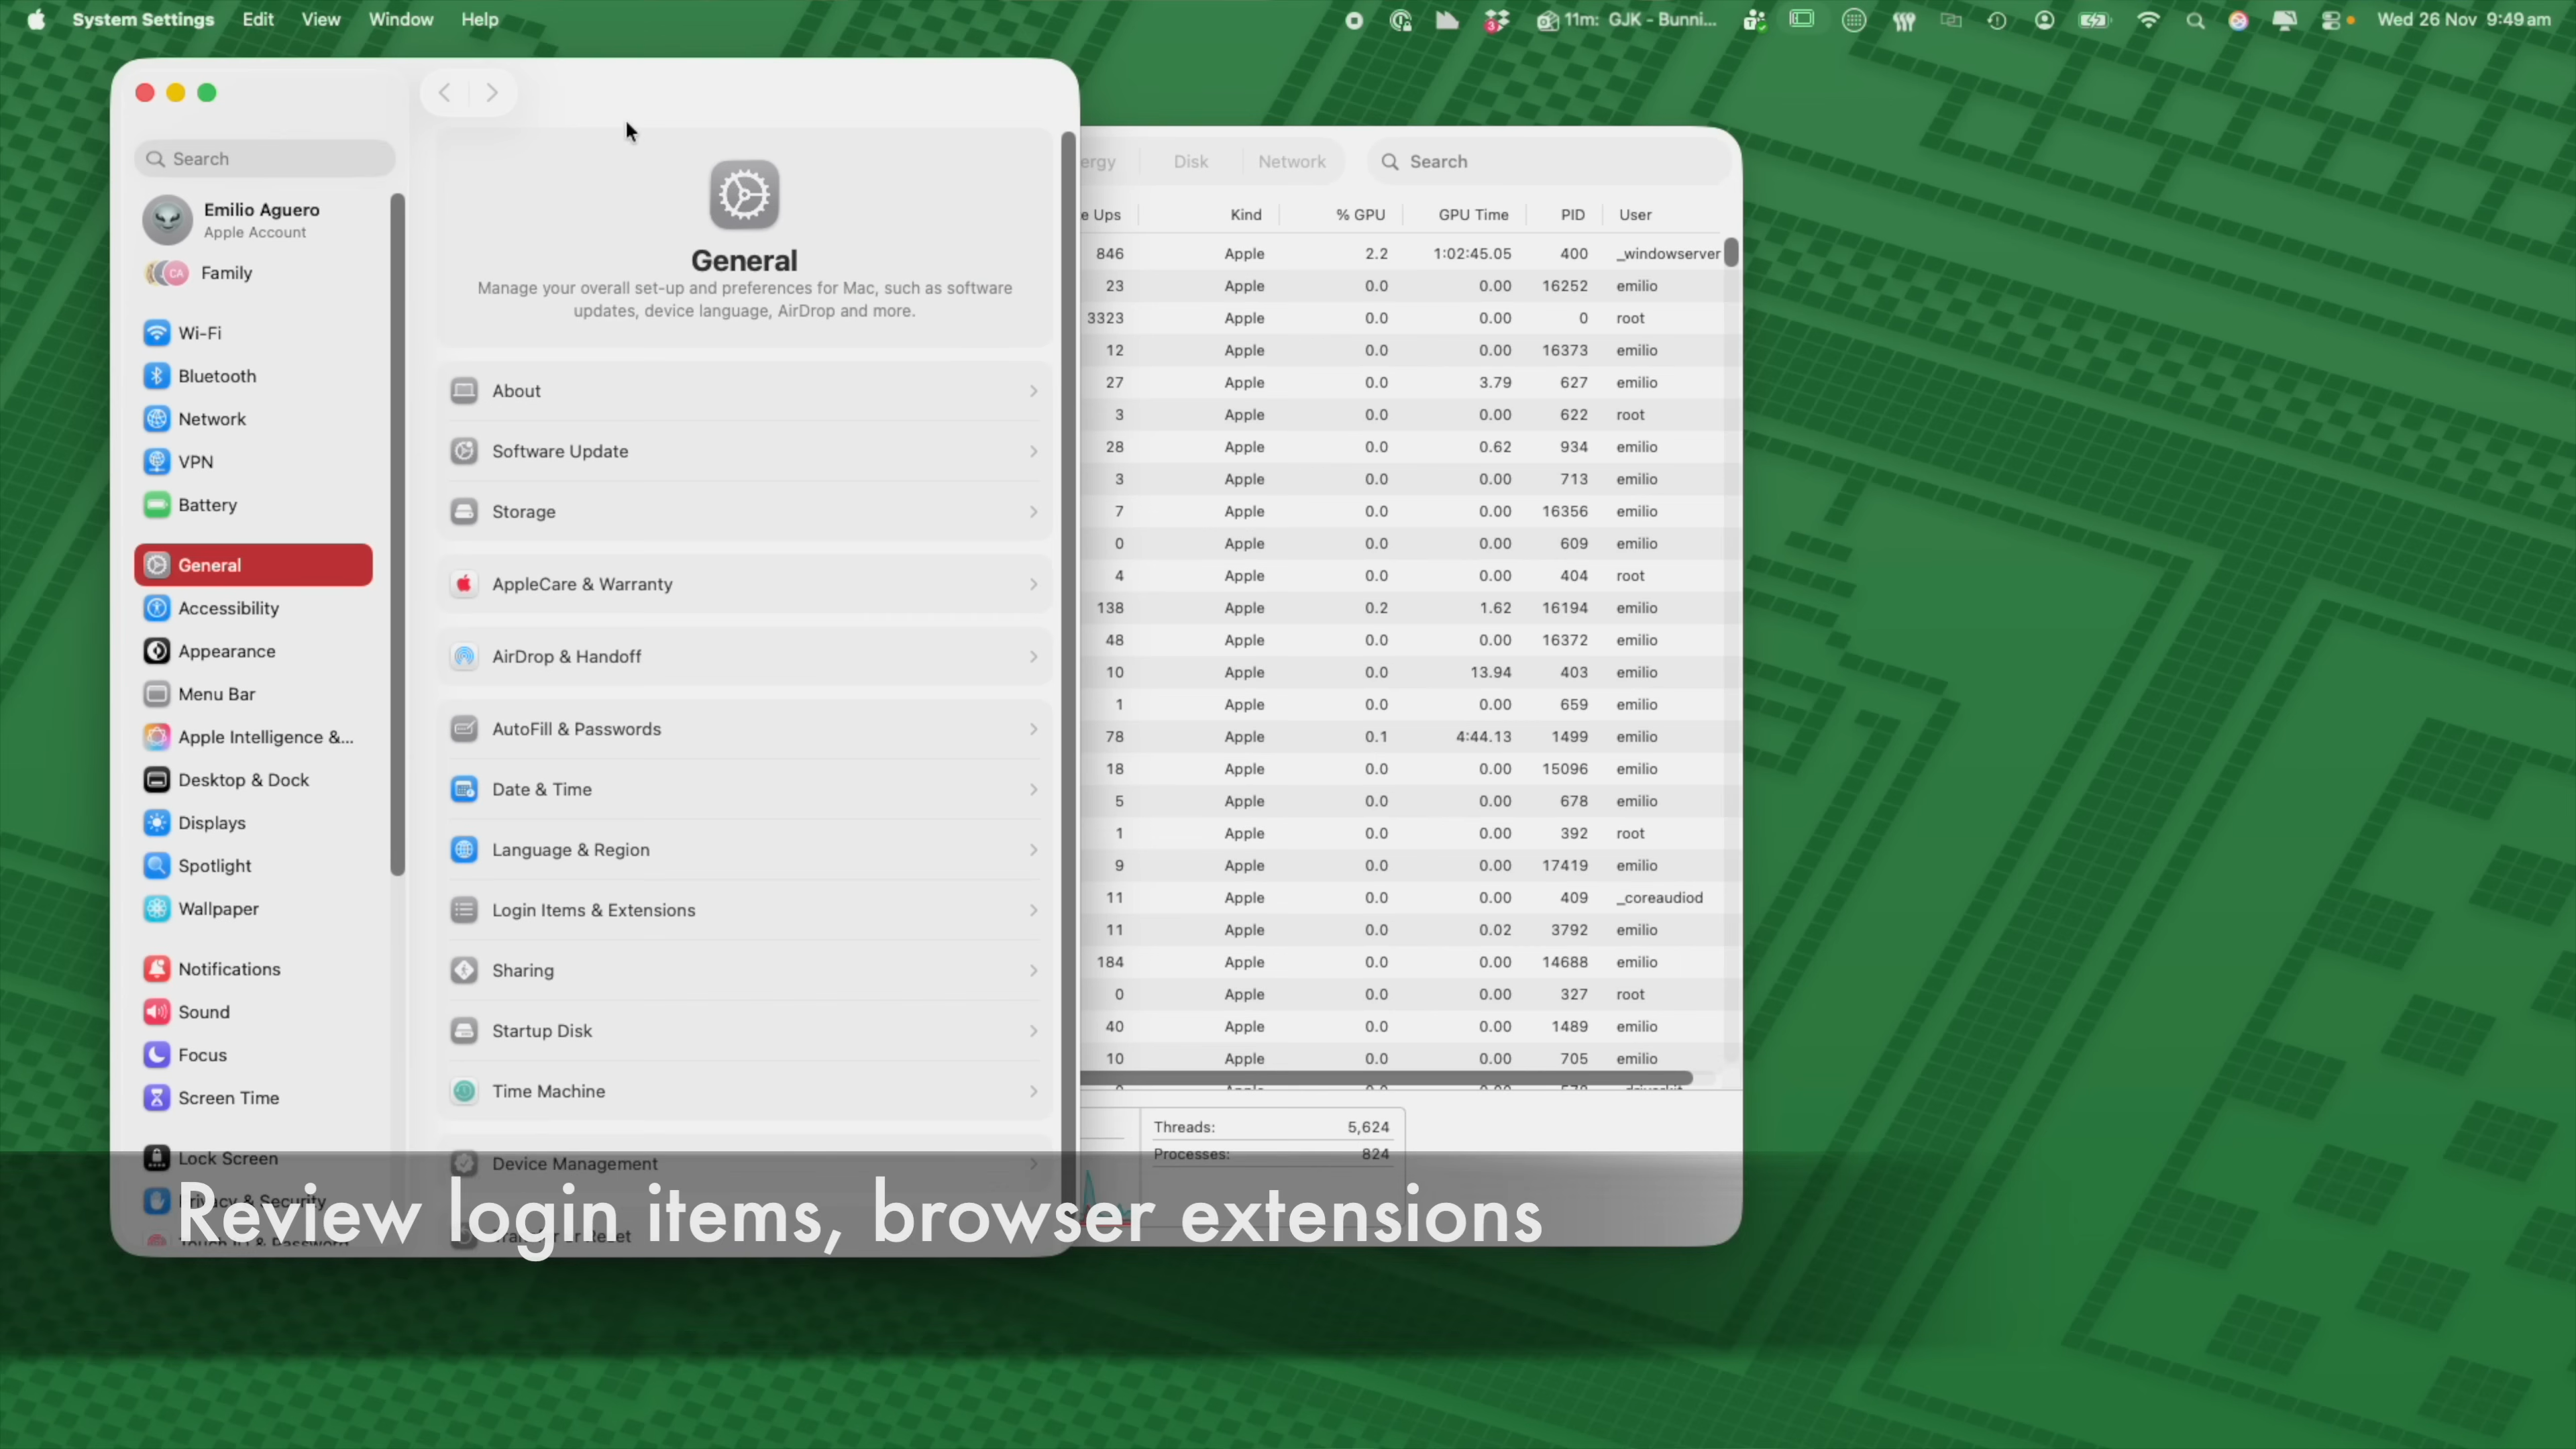 System Settings Edit View Window Help
3
11m: GJK - Bunni...
Wed 26 Nov 9:49 am
Search
Emilio Aguero
Apple Account
CA
Family
Wi-Fi
Bluetooth
Network
VPN
Battery
General
Accessibility
Appearance
Menu Bar
Apple Intelligence &...
Desktop & Dock
Displays
Spotlight
Wallpaper
Notifications
Sound
Focus
Screen Time
Lock Screen
Privacy & Security
General
Manage your overall set-up and preferences for Mac, such as software
updates, device language, AirDrop and more.
About
Software Update
Storage
AppleCare & Warranty
AirDrop & Handoff
AutoFill & Passwords
Date & Time
Language & Region
Login Items & Extensions
Sharing
Startup Disk
Time Machine
Device Management
ergy Disk Network Search
e Ups Kind % GPU GPU Time PID User
846 Apple 2.2 1:02:45.05 400 _windowserver
23 Apple 0.0 0.00 16252 emilio
3323 Apple 0.0 0.00 0 root
12 Apple 0.0 0.00 16373 emilio
27 Apple 0.0 3.79 627 emilio
3 Apple 0.0 0.00 622 root
28 Apple 0.0 0.62 934 emilio
3 Apple 0.0 0.00 713 emilio
7 Apple 0.0 0.00 16356 emilio
0 Apple 0.0 0.00 609 emilio
4 Apple 0.0 0.00 404 root
138 Apple 0.2 1.62 16194 emilio
48 Apple 0.0 0.00 16372 emilio
10 Apple 0.0 13.94 403 emilio
1 Apple 0.0 0.00 659 emilio
78 Apple 0.1 4:44.13 1499 emilio
18 Apple 0.0 0.00 15096 emilio
5 Apple 0.0 0.00 678 emilio
1 Apple 0.0 0.00 392 root
9 Apple 0.0 0.00 17419 emilio
11 Apple 0.0 0.00 409 _coreaudiod
11 Apple 0.0 0.02 3792 emilio
184 Apple 0.0 0.00 14688 emilio
0 Apple 0.0 0.00 327 root
40 Apple 0.0 0.00 1489 emilio
10 Apple 0.0 0.00 705 emilio
Threads: 5,624
Processes: 824
Review login items, browser extensions